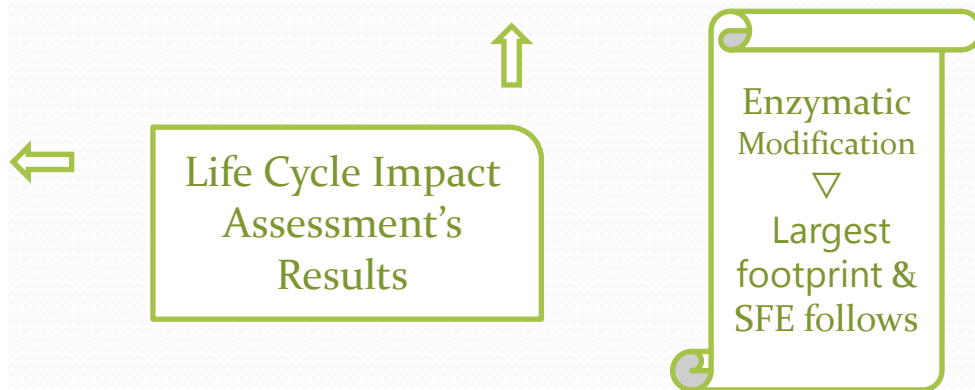 Life Cycle Impact
Assessment’s
Results
Enzymatic
Modification
▽
Largest
footprint &
SFE follows